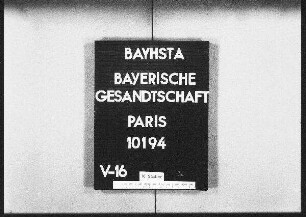 BAYHSTA
BAYERISCHE
GESANDTSCHAFT
PARIS
10194
V-16